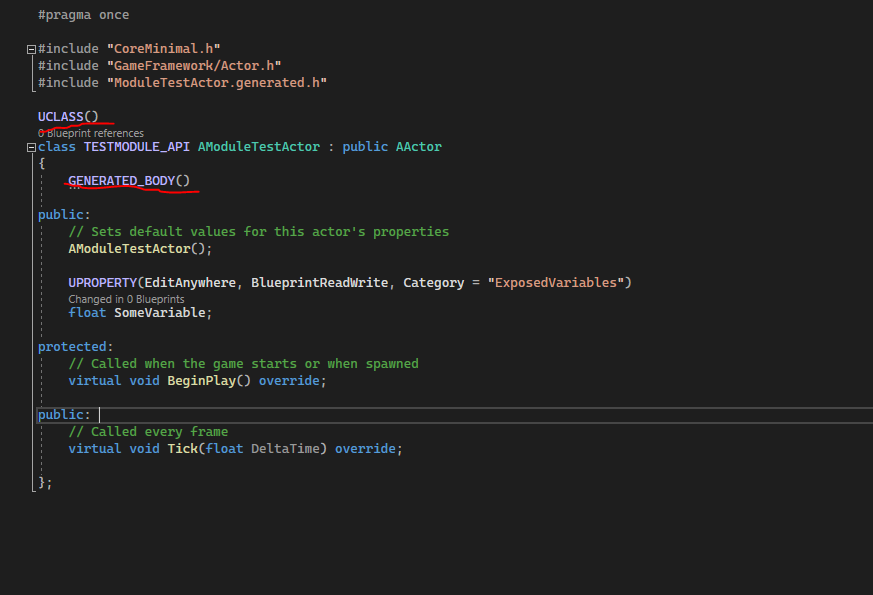 #pragma once
#include "CoreMinimal.h"
#include "GameFramework/Actor.h"
#include "ModuleTestActor.generated.h"
UCLASS()
0 Blueprint references
class TESTMODULE_API AModuleTestActor : public AActor
{
GENERATED_BODY()
public:
// Sets default values for this actor's properties
AModuleTestActor();
UPROPERTY(EditAnywhere, BlueprintReadWrite, Category = "ExposedVariables")
Changed in 0 Blueprints
float SomeVariable;
protected:
// Called when the game starts or when spawned
virtual void BeginPlay() override;
public:
// Called every frame
virtual void Tick(float DeltaTime) override;
};